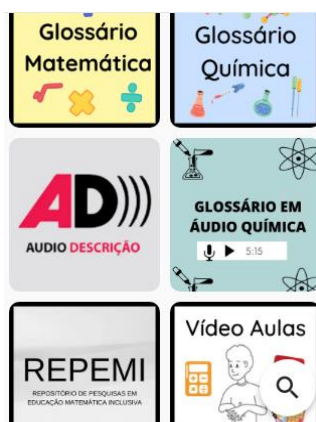 Glossário
Matemática
Glossário
Química
AD
AUDIO DESCRIÇÃO
GLOSSÁRIO EM
ÁUDIO QUÍMICA
5:15
REPEMI
REPOSITÓRIO DE PESQUISAS EM
EDUCAÇÃO MATEMÁTICA INCLUSIVA
Vídeo Aulas